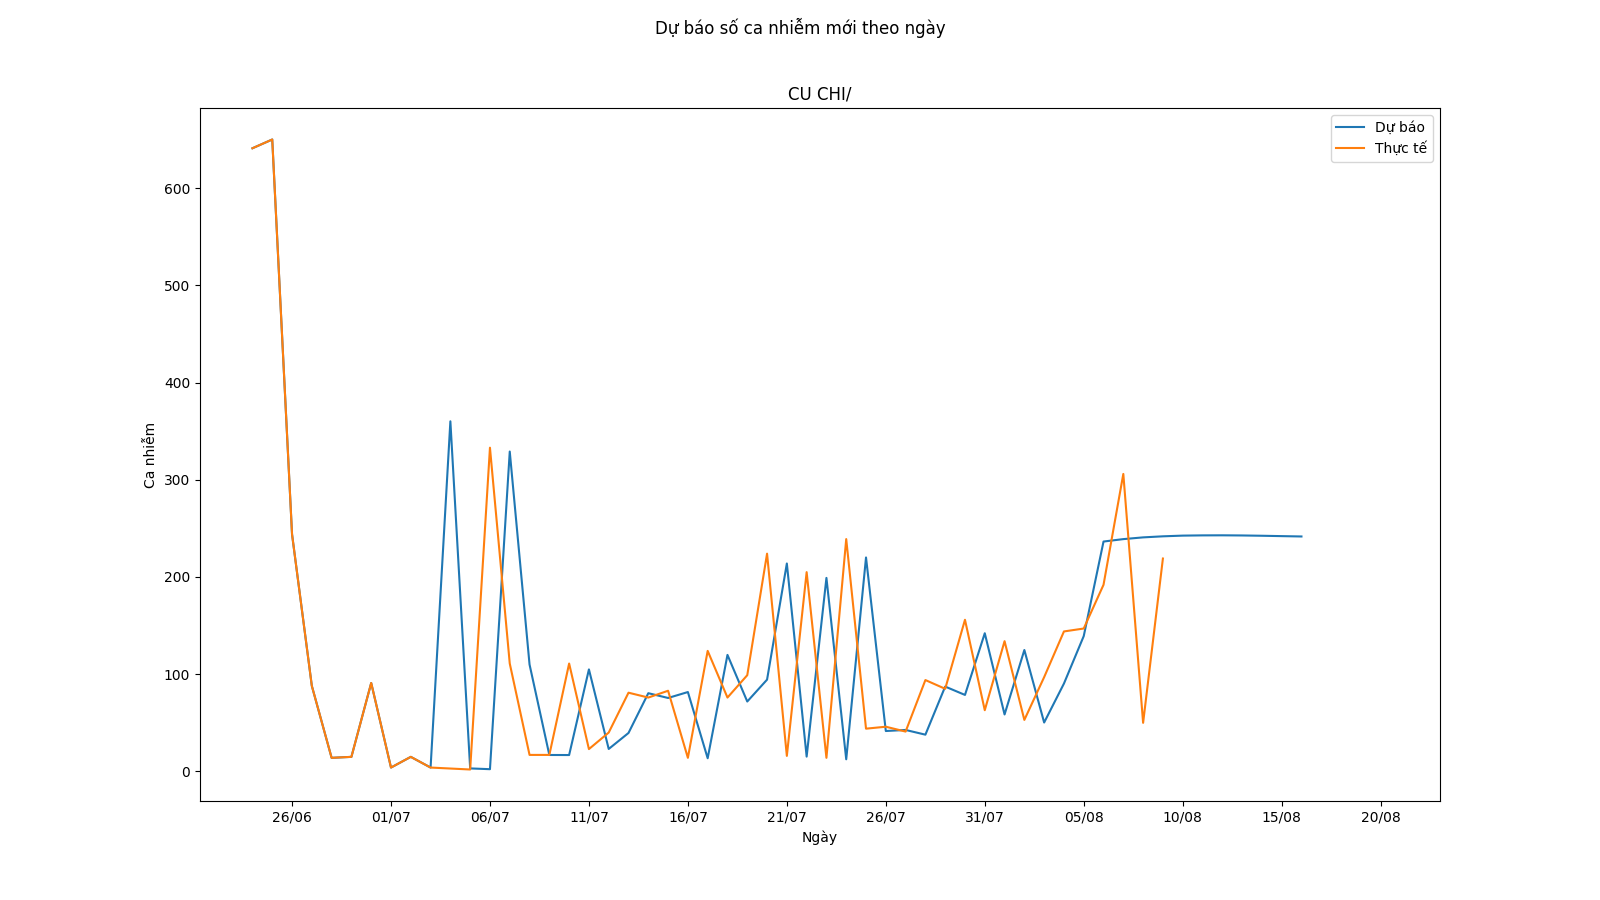 Dự báo số ca nhiễm mới theo ngày
CU CHI/
Dự báo
Thực tế
600
500
400
300
200
100
0
Ca nhiễm
26/06 01/07 06/07 11/07 16/07 21/07 26/07 31/07 05/08 10/08 15/08 20/08
Ngày